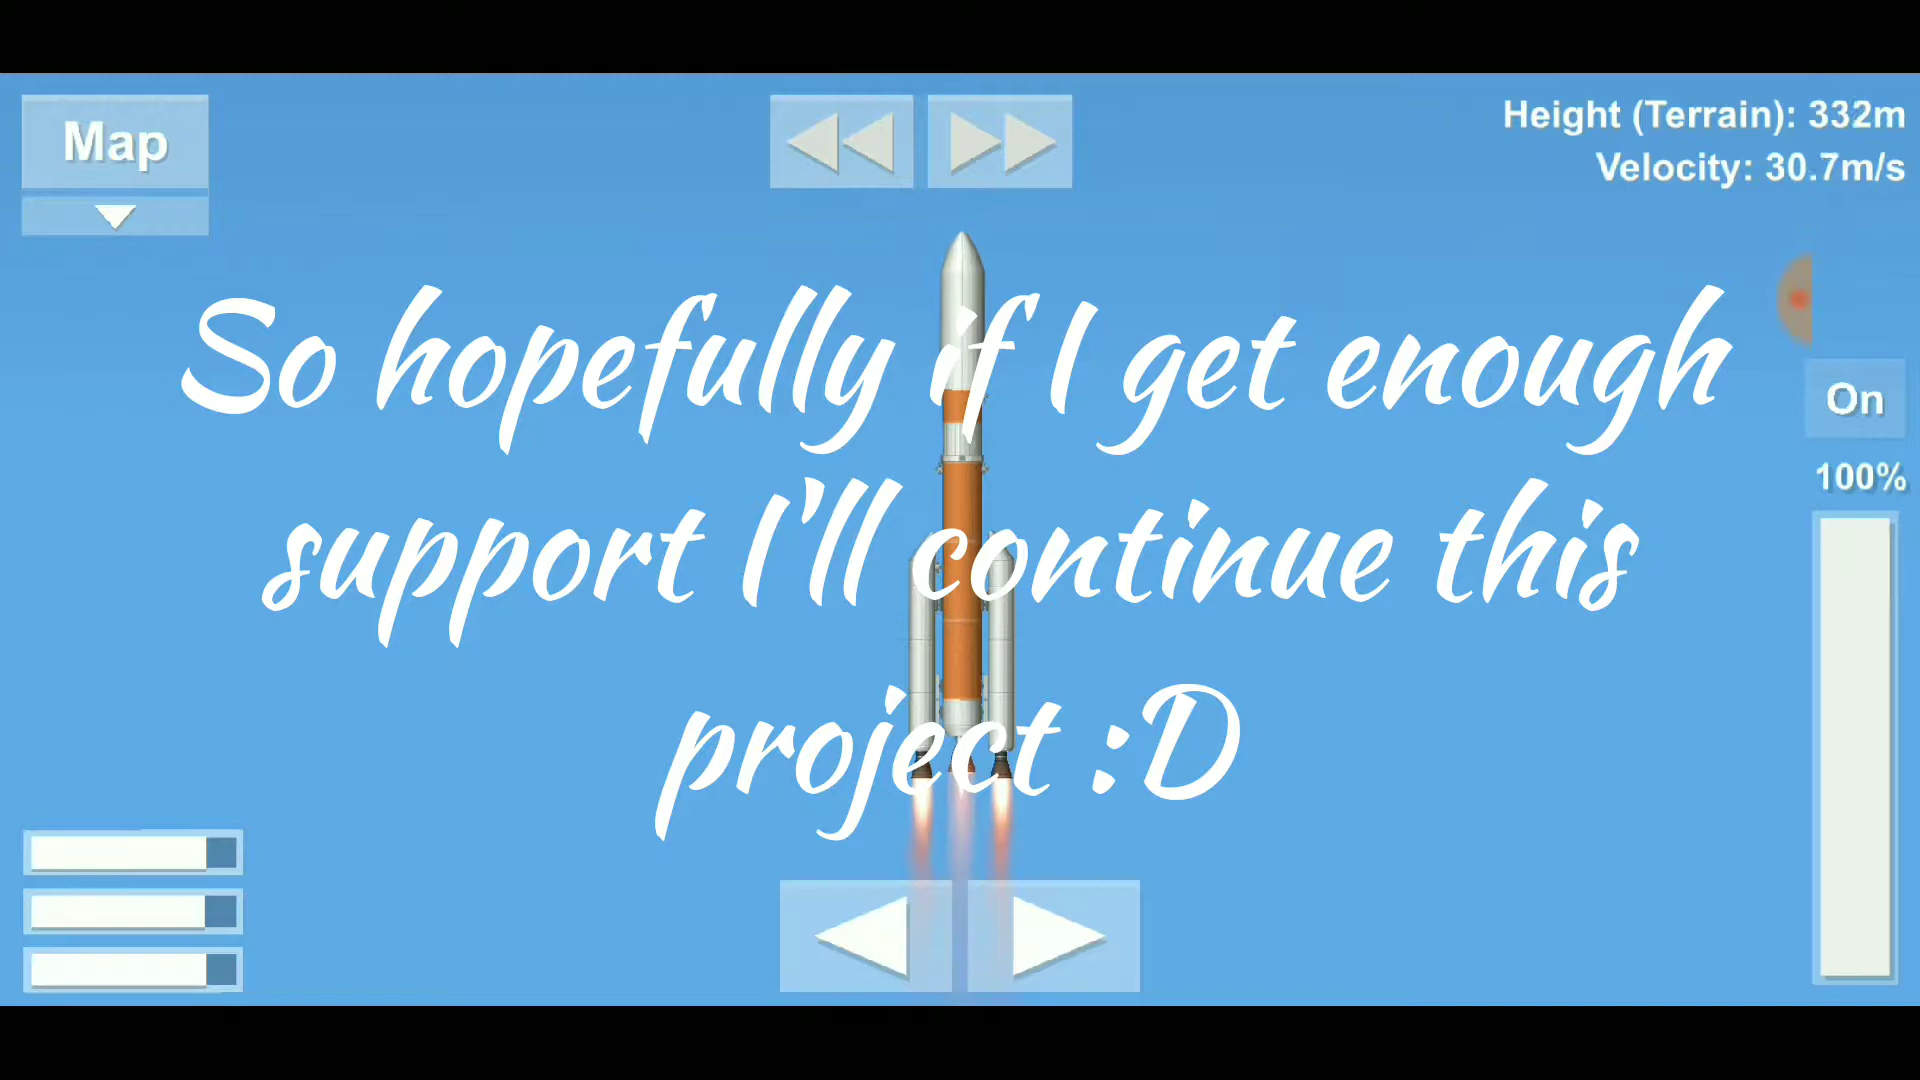 Map
Height (Terrain): 332m
Velocity: 30.7m/s
So hopefully if I get enough
On
100%
support I'll continue this
project :D